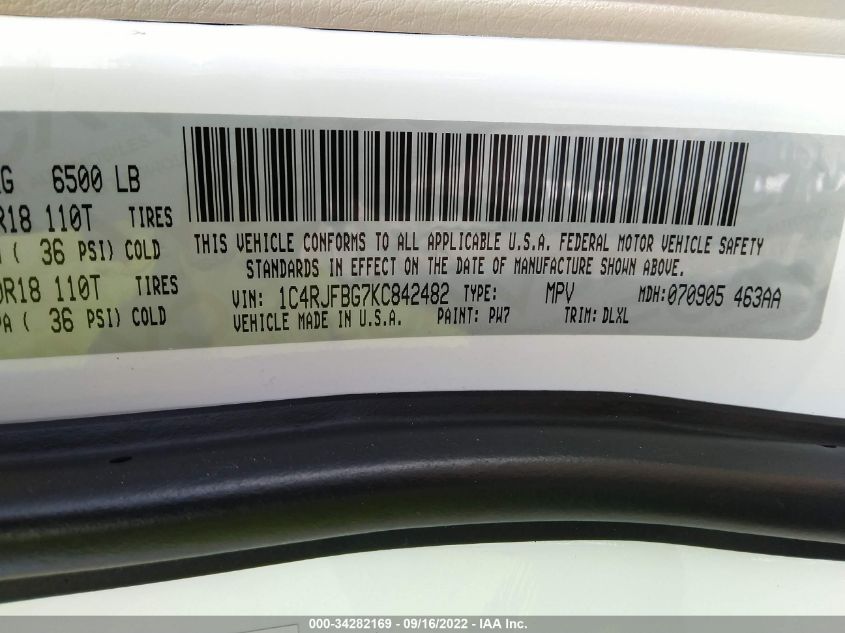 6500 LB
R18 110T TIRES
( 36 PSI) COLD
R18 110T TIRES
PA ( 36 PSI) COLD
THIS VEHICLE CONFORMS TO ALL APPLICABLE U.S.A. FEDERAL MOTOR VEHICLE SAFETY
STANDARDS IN EFFECT ON THE DATE OF MANUFACTURE SHOWN ABOVE.
VIN: 1C4RJFBG7KC842482 TYPE: MPV MDH:070905 463AA
VEHICLE MADE IN U.S.A. PAINT: PW7 TRIM: DLXL
000-34282169 - 09/16/2022 - IAA Inc.